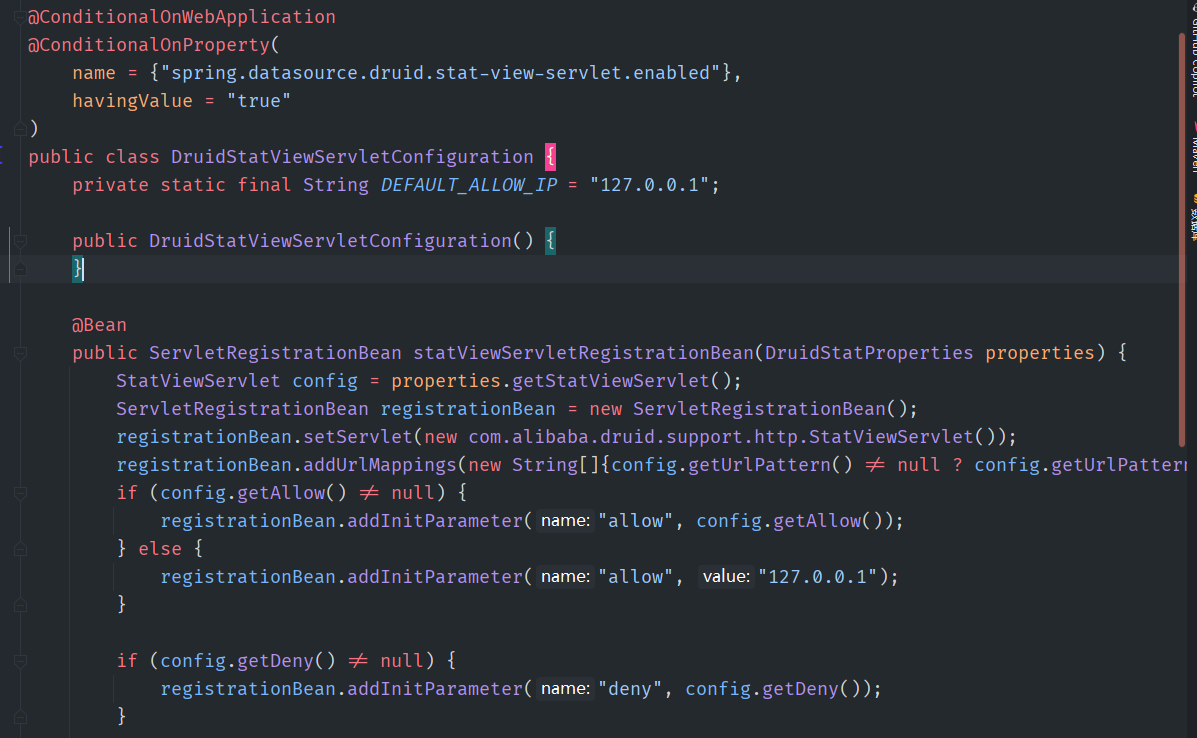 @ConditionalOnWebApplication
@ConditionalOnProperty(
    name = {"spring.datasource.druid.stat-view-servlet.enabled"},
    havingValue = "true"
)
public class DruidStatViewServletConfiguration {
    private static final String DEFAULT_ALLOW_IP = "127.0.0.1";

    public DruidStatViewServletConfiguration() {
    }

    @Bean
    public ServletRegistrationBean statViewServletRegistrationBean(DruidStatProperties properties) {
        StatViewServlet config = properties.getStatViewServlet();
        ServletRegistrationBean registrationBean = new ServletRegistrationBean();
        registrationBean.setServlet(new com.alibaba.druid.support.http.StatViewServlet());
        registrationBean.addUrlMappings(new String[]{config.getUrlPattern() != null ? config.getUrlPattern
        if (config.getAllow() != null) {
            registrationBean.addInitParameter( name: "allow", config.getAllow());
        } else {
            registrationBean.addInitParameter( name: "allow", value: "127.0.0.1");
        }

        if (config.getDeny() != null) {
            registrationBean.addInitParameter( name: "deny", config.getDeny());
        }